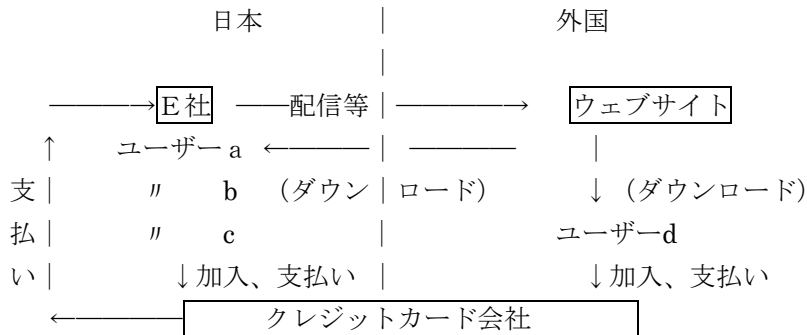 日本 | 外国
|
————→E社 ——配信等 | —————→ ウェブサイト
↑ ユーザーa ←———— | ———— |
支| 〃 b (ダウン|ロード) ↓(ダウンロード)
払| 〃 c | ユーザーd
い| ↓加入、支払い | ↓加入、支払い
←————— クレジットカード会社